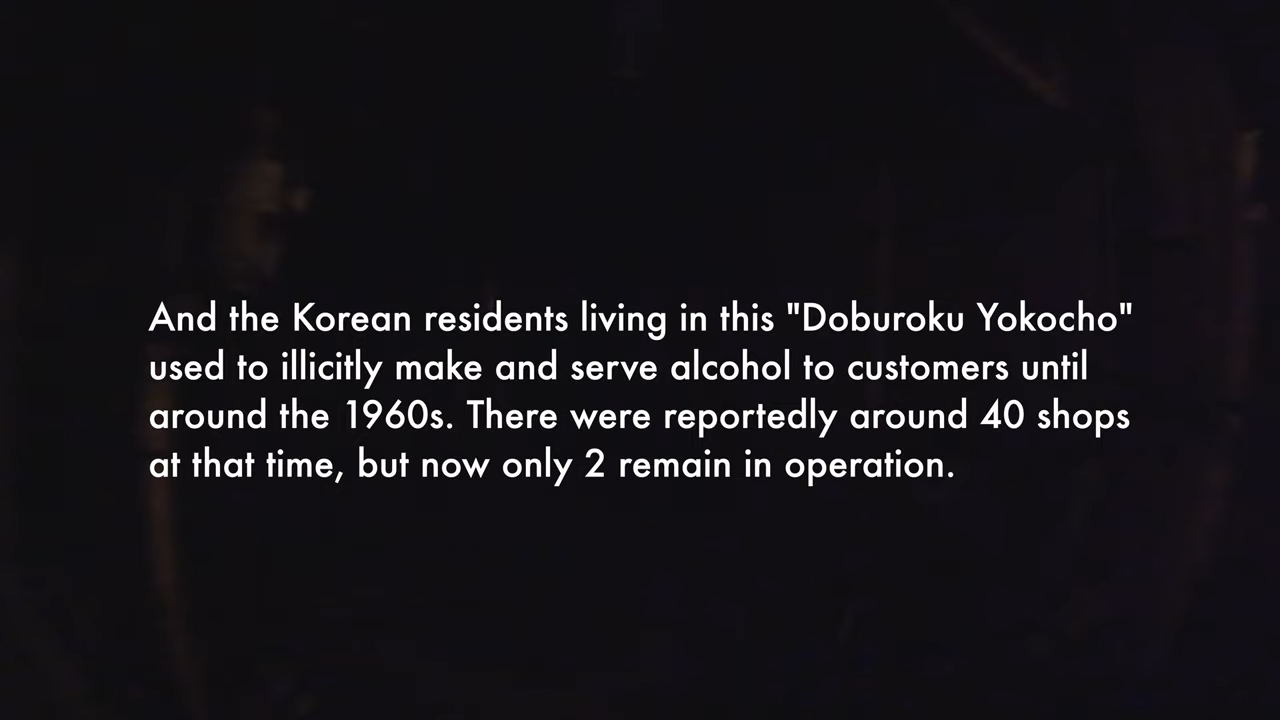 And the Korean residents living in this "Doburoku Yokocho"
used to illicitly make and serve alcohol to customers until
around the 1960s. There were reportedly around 40 shops
at that time, but now only 2 remain in operation.